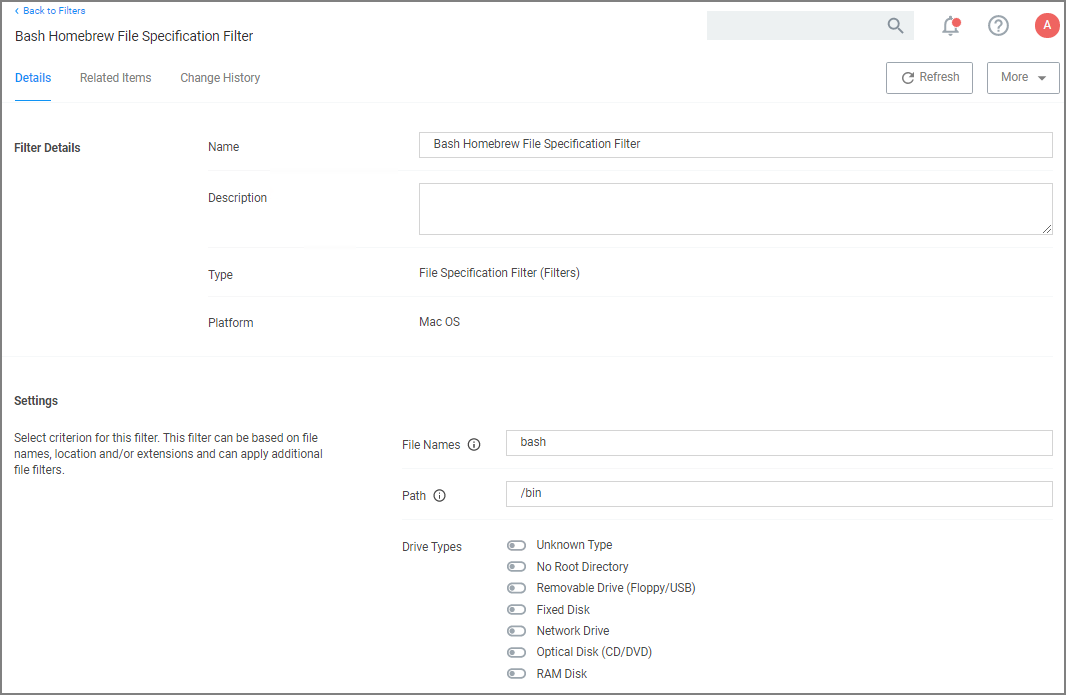 Back to Filters
Bash Homebrew File Specification Filter
A
Details
Related Items
Change History
Refresh
More
Filter Details
Name
Bash Homebrew File Specification Filter
Description
Type
File Specification Filter (Filters)
Platform
Mac OS
Settings
Select criterion for this filter. This filter can be based on file
names, location and/or extensions and can apply additional
file filters.
File Names
bash
Path
/bin
Drive Types
Unknown Type
No Root Directory
Removable Drive (Floppy/USB)
Fixed Disk
Network Drive
Optical Disk (CD/DVD)
RAM Disk